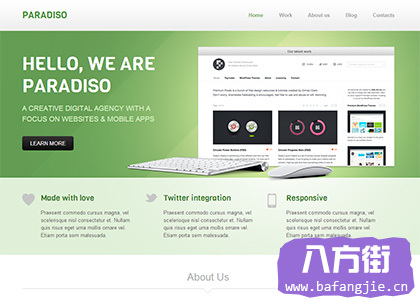 PARADISO
Home Work About us Blog Contacts
HELLO, WE ARE
PARADISO
A CREATIVE DIGITAL AGENCY WITH A
FOCUS ON WEBSITES & MOBILE APPS
LEARN MORE
Our latest work
Made with love
Praesent commodo cursus magna, vel
scelerisque nisl consectetur et. Nullam
quis risus eget urna mollis ornare vel.
Etiam porta sem malesuada.
Twitter integration
Praesent commodo cursus magna, vel
scelerisque nisl consectetur et. Nullam
quis risus eget urna mollis ornare vel.
Etiam porta sem malesuada.
Responsive
Praesent commodo cursus magna, vel
scelerisque nisl consectetur et. Nullam
quis risus eget urna
Etiam porta sem
About Us
八方街
www.bafangjie.cn